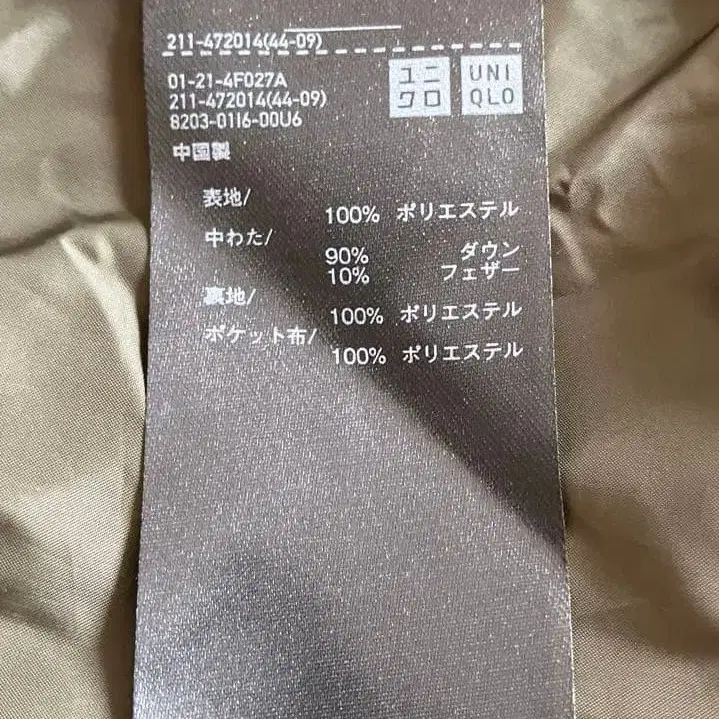 211-472014(44-09)
ユニ
クロ
UNI
QLO
01-21-4F027A
211-472014(44-09)
8203-01I6-00U6
中国製
表地/
100% ポリエステル
中わた/
90% ダウン
10% フェザー
裏地/
100% ポリエステル
ポケット布/
100% ポリエステル